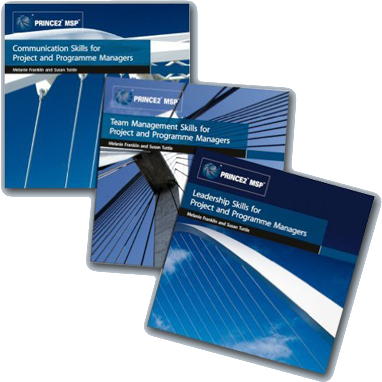 PRINCE2® MSP®
Communication Skills for
Project and Programme Managers
Melanie Franklin and Susan Tuttle
PRINCE2® MSP®
Team Management Skills for
Project and Programme Managers
Melanie Franklin and Susan Tuttle
PRINCE2® MSP®
Leadership Skills for
Project and Programme Managers
Melanie Franklin and Susan Tuttle